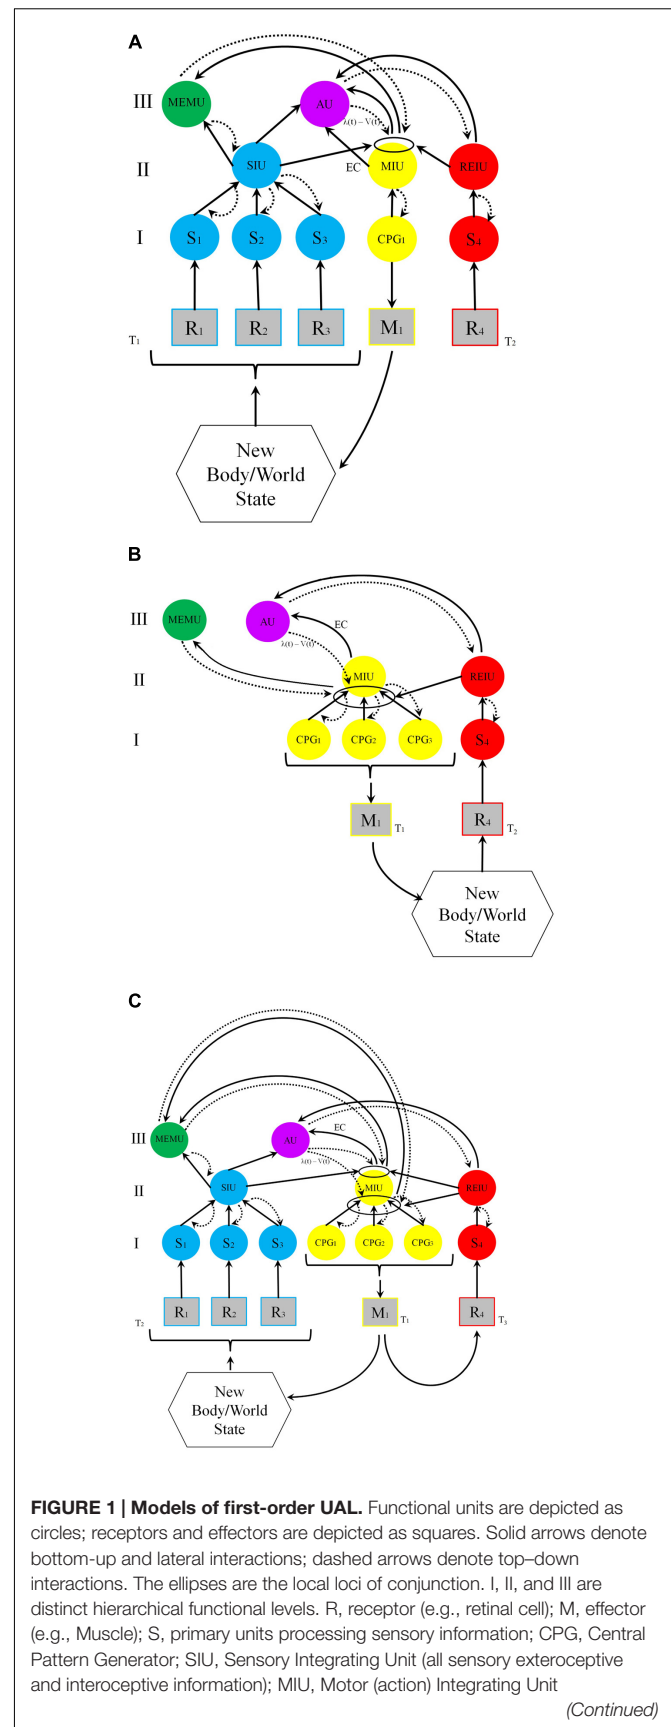 A
III
MEMU
AU
λ(t) – V(t)
II
SIU
EC
MIU
REIU
I
S1
S2
S3
CPG1
S4
T1
R1
R2
R3
M1
R4
T2
New
Body/World
State
B
III
MEMU
AU
EC
λ(t) – V(t)
II
MIU
REIU
I
CPG1
CPG2
CPG3
S4
M1
T1
R4
T2
New
Body/World
State
C
III
MEMU
AU
EC
λ(t) – V(t)
II
SIU
MIU
REIU
I
S1
S2
S3
CPG1
CPG2
CPG3
S4
T2
R1
R2
R3
M1
T1
R4
T3
New
Body/World
State
FIGURE 1 | Models of first-order UAL. Functional units are depicted as
circles; receptors and effectors are depicted as squares. Solid arrows denote
bottom-up and lateral interactions; dashed arrows denote top–down
interactions. The ellipses are the local loci of conjunction. I, II, and III are
distinct hierarchical functional levels. R, receptor (e.g., retinal cell); M, effector
(e.g., Muscle); S, primary units processing sensory information; CPG, Central
Pattern Generator; SIU, Sensory Integrating Unit (all sensory exteroceptive
and interoceptive information); MIU, Motor (action) Integrating Unit
(Continued)